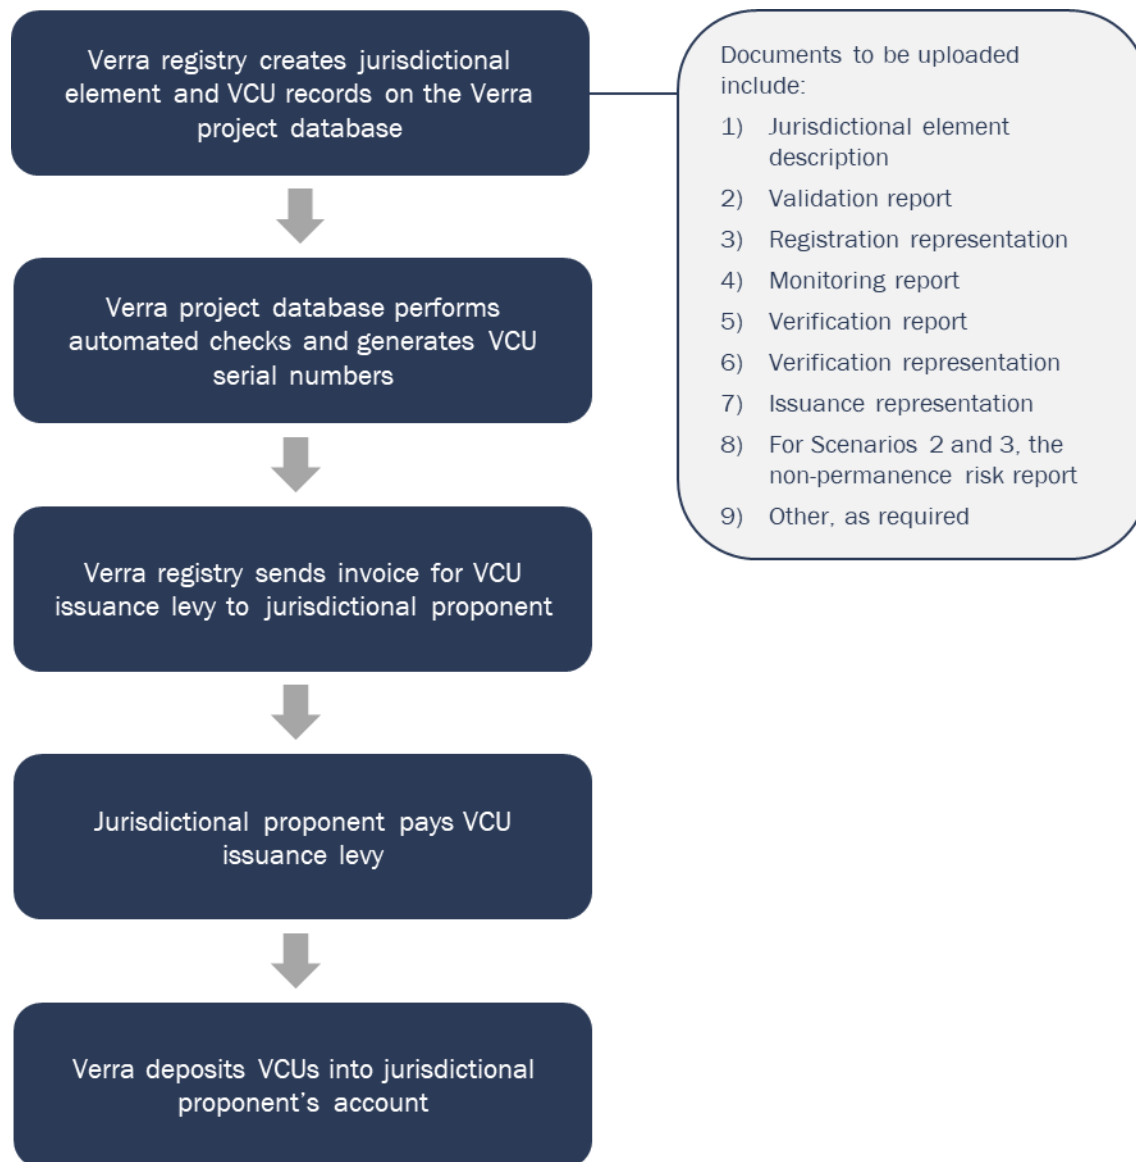 Verra registry creates jurisdictional
element and VCU records on the Verra
project database
Documents to be uploaded
include:
1) Jurisdictional element
description
2) Validation report
3) Registration representation
4) Monitoring report
5) Verification report
6) Verification representation
7) Issuance representation
8) For Scenarios 2 and 3, the
non-permanence risk report
9) Other, as required
Verra project database performs
automated checks and generates VCU
serial numbers
Verra registry sends invoice for VCU
issuance levy to jurisdictional proponent
Jurisdictional proponent pays VCU
issuance levy
Verra deposits VCUs into jurisdictional
proponent’s account